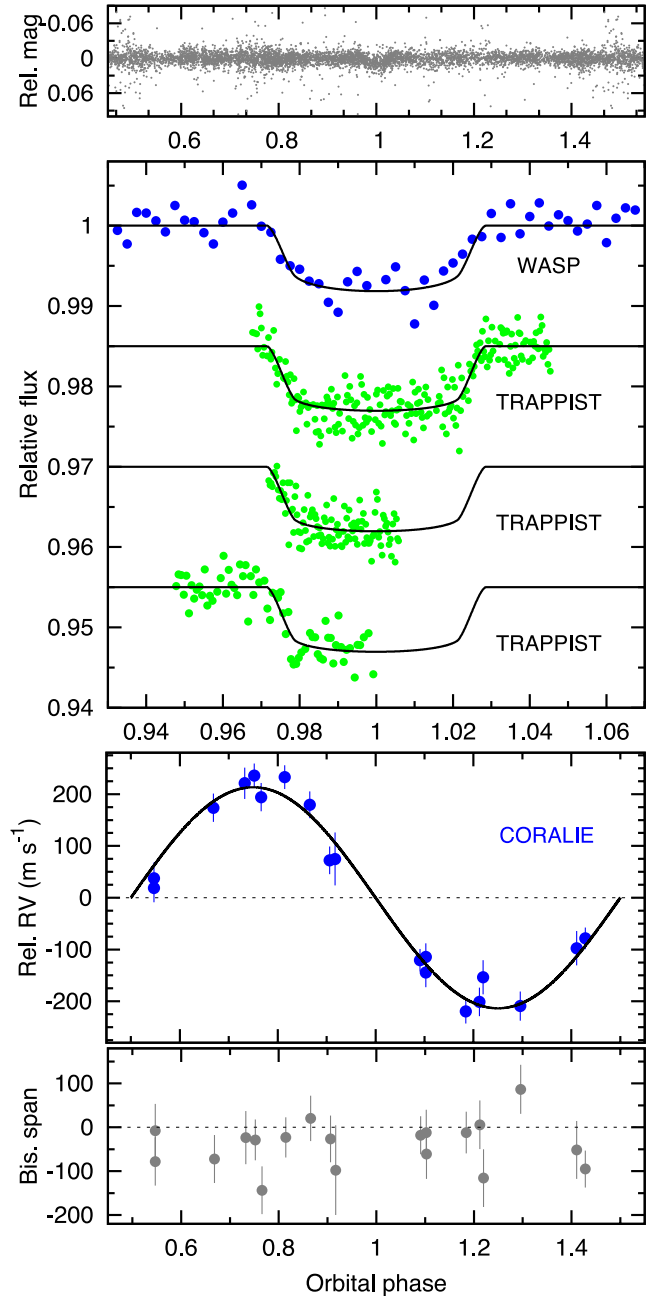 Rel. mag
-0.06
0
0.06
0.6 0.8 1 1.2 1.4
Relative flux
1
0.99
0.98
0.97
0.96
0.95
0.94
WASP
TRAPPIST
TRAPPIST
TRAPPIST
0.94 0.96 0.98 1 1.02 1.04 1.06
Rel. RV (m s⁻¹)
200
100
0
-100
-200
CORALIE
Bis. span
100
0
-100
-200
0.6 0.8 1 1.2 1.4
Orbital phase